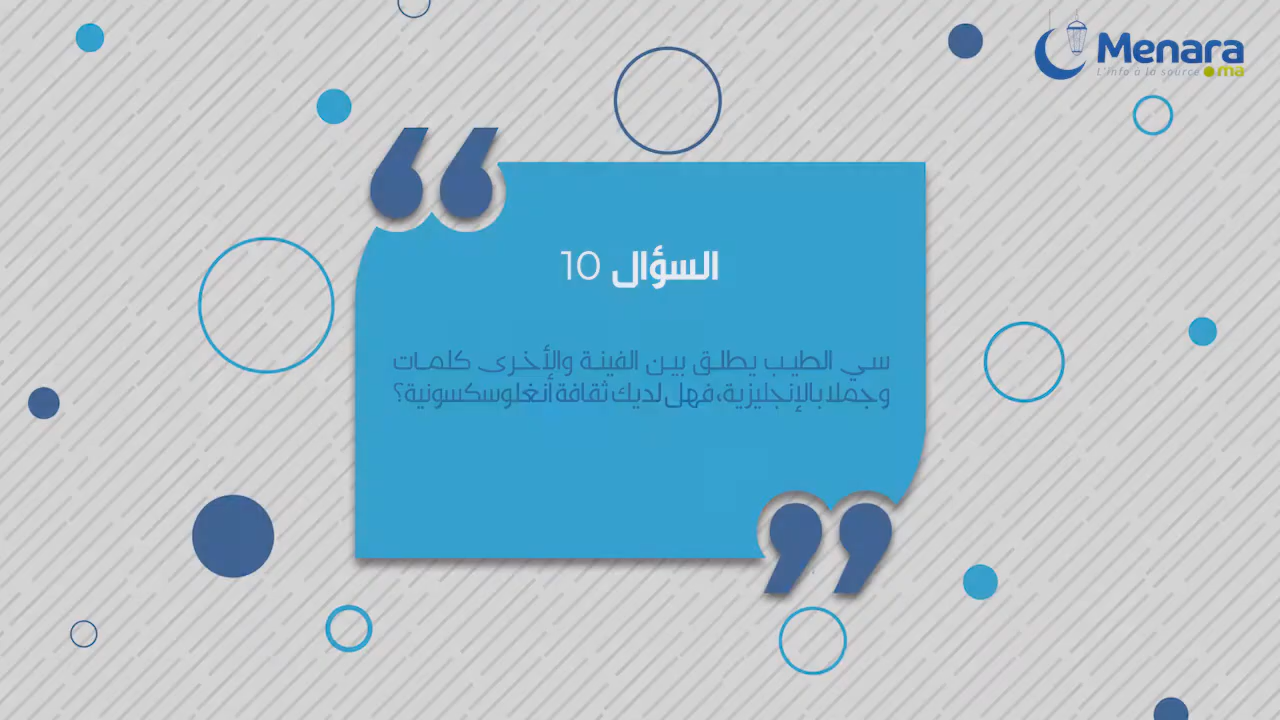 Menara
L'info à la source .ma
السؤال 10
سي الطيب يطلق بين الفينة والأخرى كلمات
وجملا بالإنجليزية، فهل لديك ثقافة أنغلوسكسونية؟